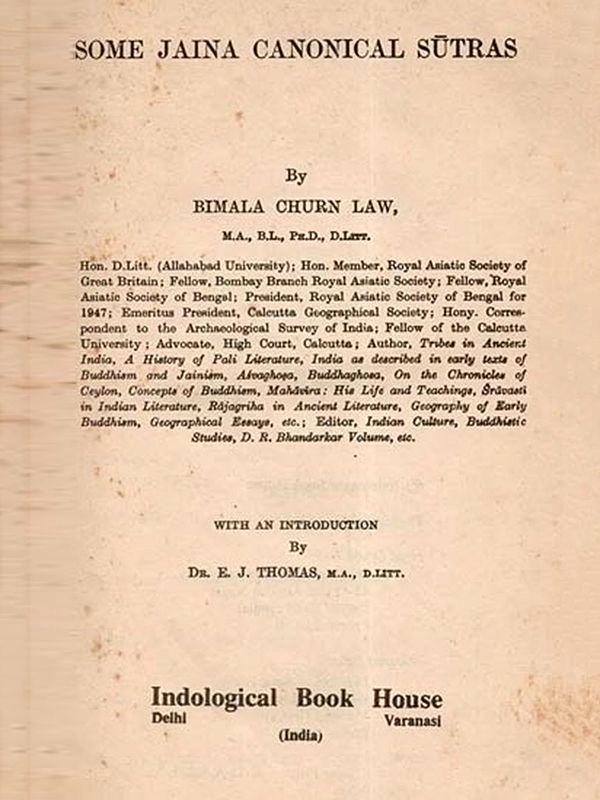 SOME JAINA CANONICAL SŪTRAS
By
BIMALA CHURN LAW,
M.A., B.L., PH.D., D.LITT.
Hon. D.Litt. (Allahabad University); Hon. Member, Royal Asiatic Society of
Great Britain; Fellow, Bombay Branch Royal Asiatic Society; Fellow, Royal
Asiatic Society of Bengal; President, Royal Asiatic Society of Bengal for
1947; Emeritus President, Calcutta Geographical Society; Hony. Corres-
pondent to the Archaeological Survey of India; Fellow of the Calcutta
University; Advocate, High Court, Calcutta; Author, Tribes in Ancient
India, A History of Pali Literature, India as described in early texts of
Buddhism and Jainism, Aśvaghoṣa, Buddhaghosa, On the Chronicles of
Ceylon, Concepts of Buddhism, Mahāvīra: His Life and Teachings, Śrāvasti
in Indian Literature, Rājagriha in Ancient Literature, Geography of Early
Buddhism, Geographical Essays, etc.; Editor, Indian Culture, Buddhistic
Studies, D. R. Bhandarkar Volume, etc.
WITH AN INTRODUCTION
By
DR. E. J. THOMAS, M.A., D.LITT.
Indological Book House
Delhi Varanasi
(India)